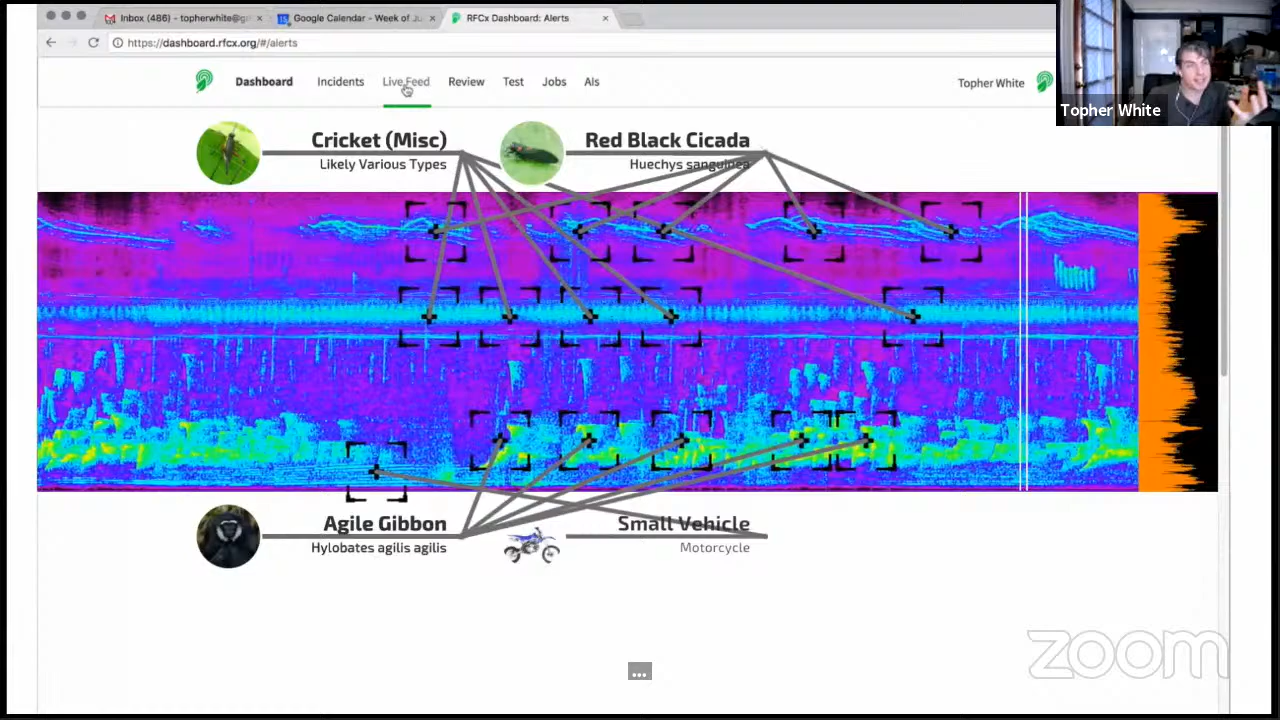 Inbox (486) - topherwhite@g
Google Calendar - Week of Ju
RFCx Dashboard: Alerts
https://dashboard.rfcx.org/#/alerts
Dashboard
Incidents
Live Feed
Review
Test
Jobs
AIs
Topher White
Topher White
Cricket (Misc)
Likely Various Types
Red Black Cicada
Huechys sanguinea
Agile Gibbon
Hylobates agilis agilis
Small Vehicle
Motorcycle
zoom